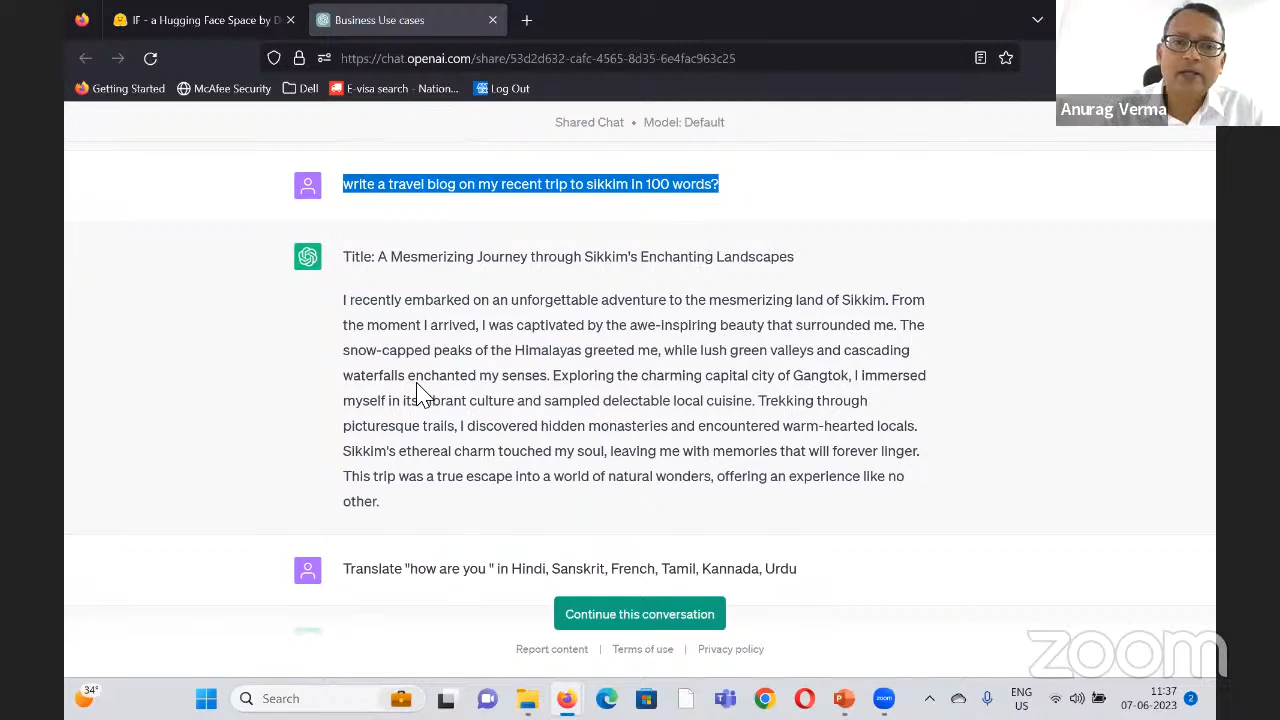 IF - a Hugging Face Space by D
Business Use cases
https://chat.openai.com/share/53d2d632-cafc-4565-8d35-6e4fac963c25
Getting Started
McAfee Security
Dell
E-visa search - Nation...
Log Out
Anurag Verma
Shared Chat • Model: Default
write a travel blog on my recent trip to sikkim in 100 words?
Title: A Mesmerizing Journey through Sikkim's Enchanting Landscapes
I recently embarked on an unforgettable adventure to the mesmerizing land of Sikkim. From
the moment I arrived, I was captivated by the awe-inspiring beauty that surrounded me. The
snow-capped peaks of the Himalayas greeted me, while lush green valleys and cascading
waterfalls enchanted my senses. Exploring the charming capital city of Gangtok, I immersed
myself in its vibrant culture and sampled delectable local cuisine. Trekking through
picturesque trails, I discovered hidden monasteries and encountered warm-hearted locals.
Sikkim's ethereal charm touched my soul, leaving me with memories that will forever linger.
This trip was a true escape into a world of natural wonders, offering an experience like no
other.
Translate "how are you " in Hindi, Sanskrit, French, Tamil, Kannada, Urdu
Continue this conversation
Report content | Terms of use | Privacy policy
zoom
34°
Search
zoom
ENG
US
11:37
07-06-2023
2